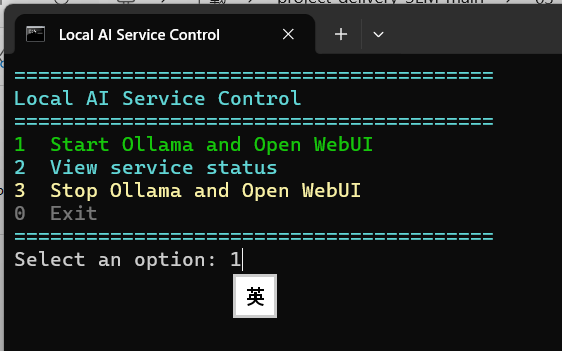 Local AI Service Control
========================================
Local AI Service Control
========================================
1  Start Ollama and Open WebUI
2  View service status
3  Stop Ollama and Open WebUI
0  Exit
========================================
Select an option: 1
英